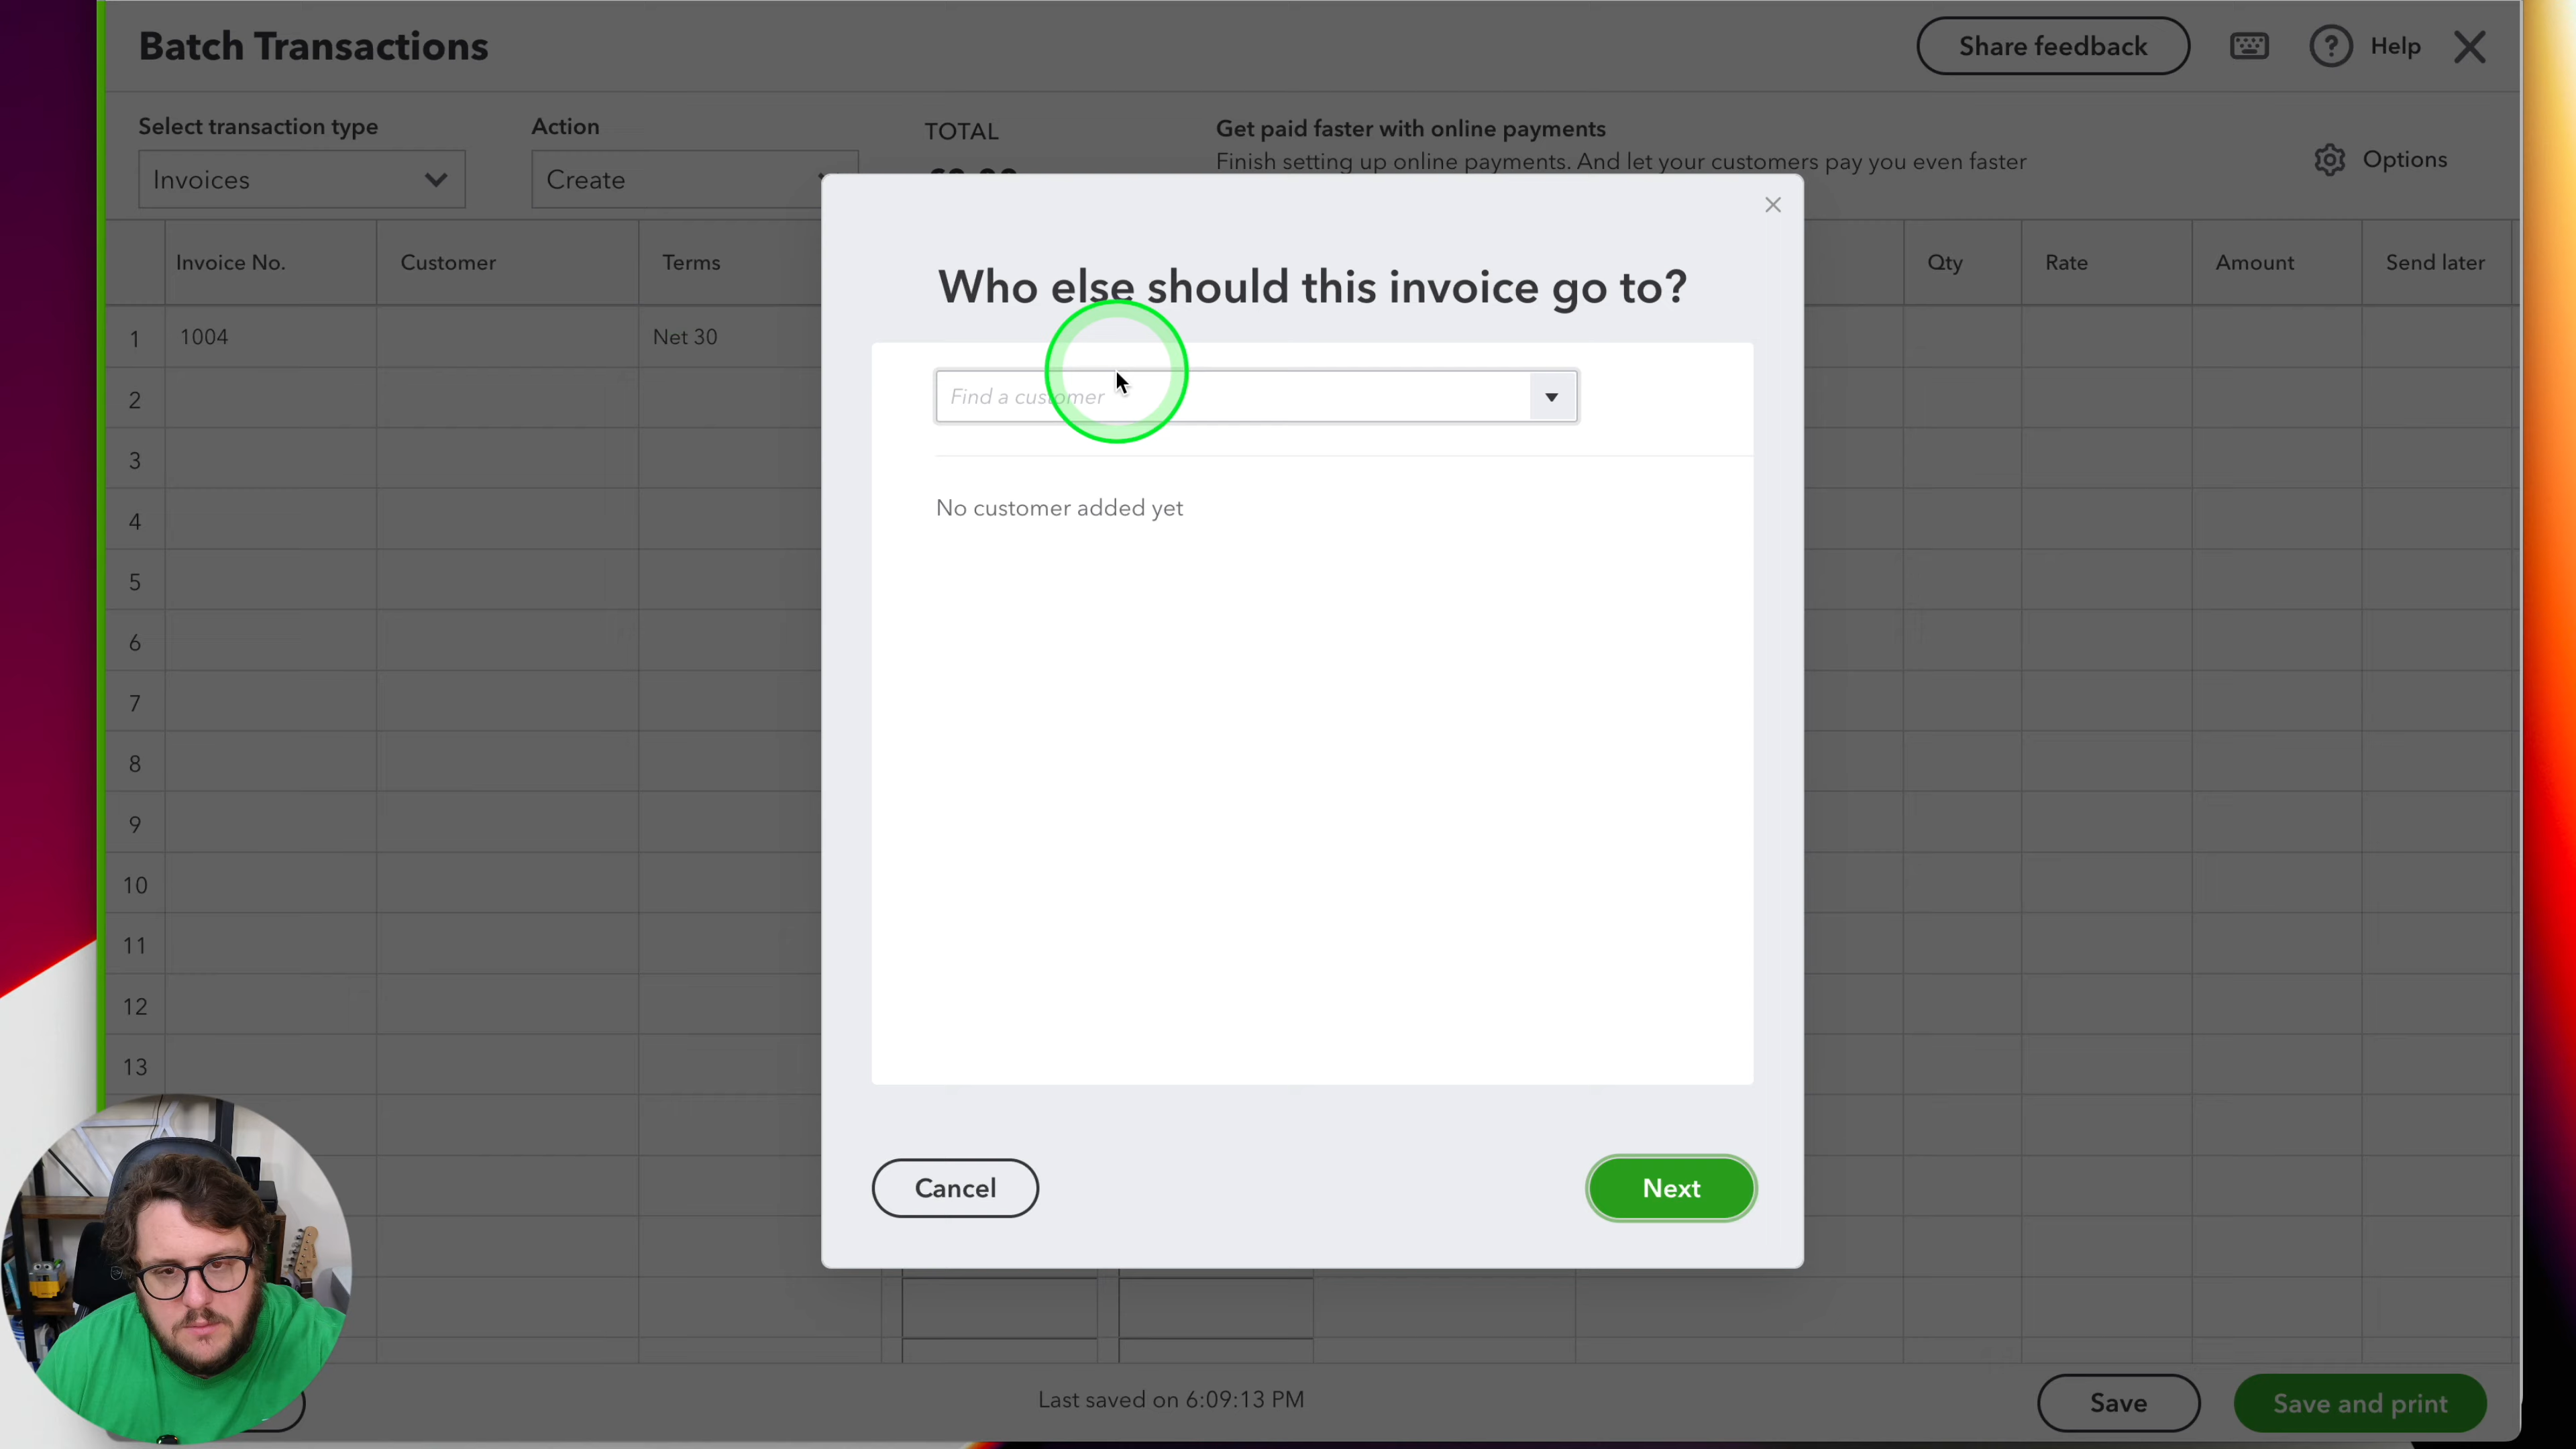 Batch Transactions
Share feedback
Help
Select transaction type
Action
TOTAL
Get paid faster with online payments
Finish setting up online payments. And let your customers pay you even faster
Options
Invoices
Create
Invoice No.
Customer
Terms
Qty
Rate
Amount
Send later
1
1004
Net 30
2
3
4
5
6
7
8
9
10
11
12
13
Who else should this invoice go to?
Find a customer
No customer added yet
Cancel
Next
Last saved on 6:09:13 PM
Save
Save and print